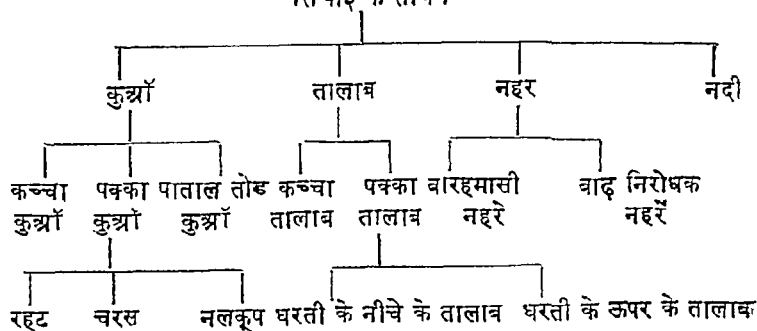 कुआँ तालाब नहर नदी
कच्चा पक्का पाताल तोड कच्चा पक्का बारहमासी बाढ़ निरोधक
कुआँ कुआँ कुआँ तालाब तालाब नहरे नहरें
रहट चरस नलकूप धरती के नीचे के तालाब धरती के ऊपर के तालाब